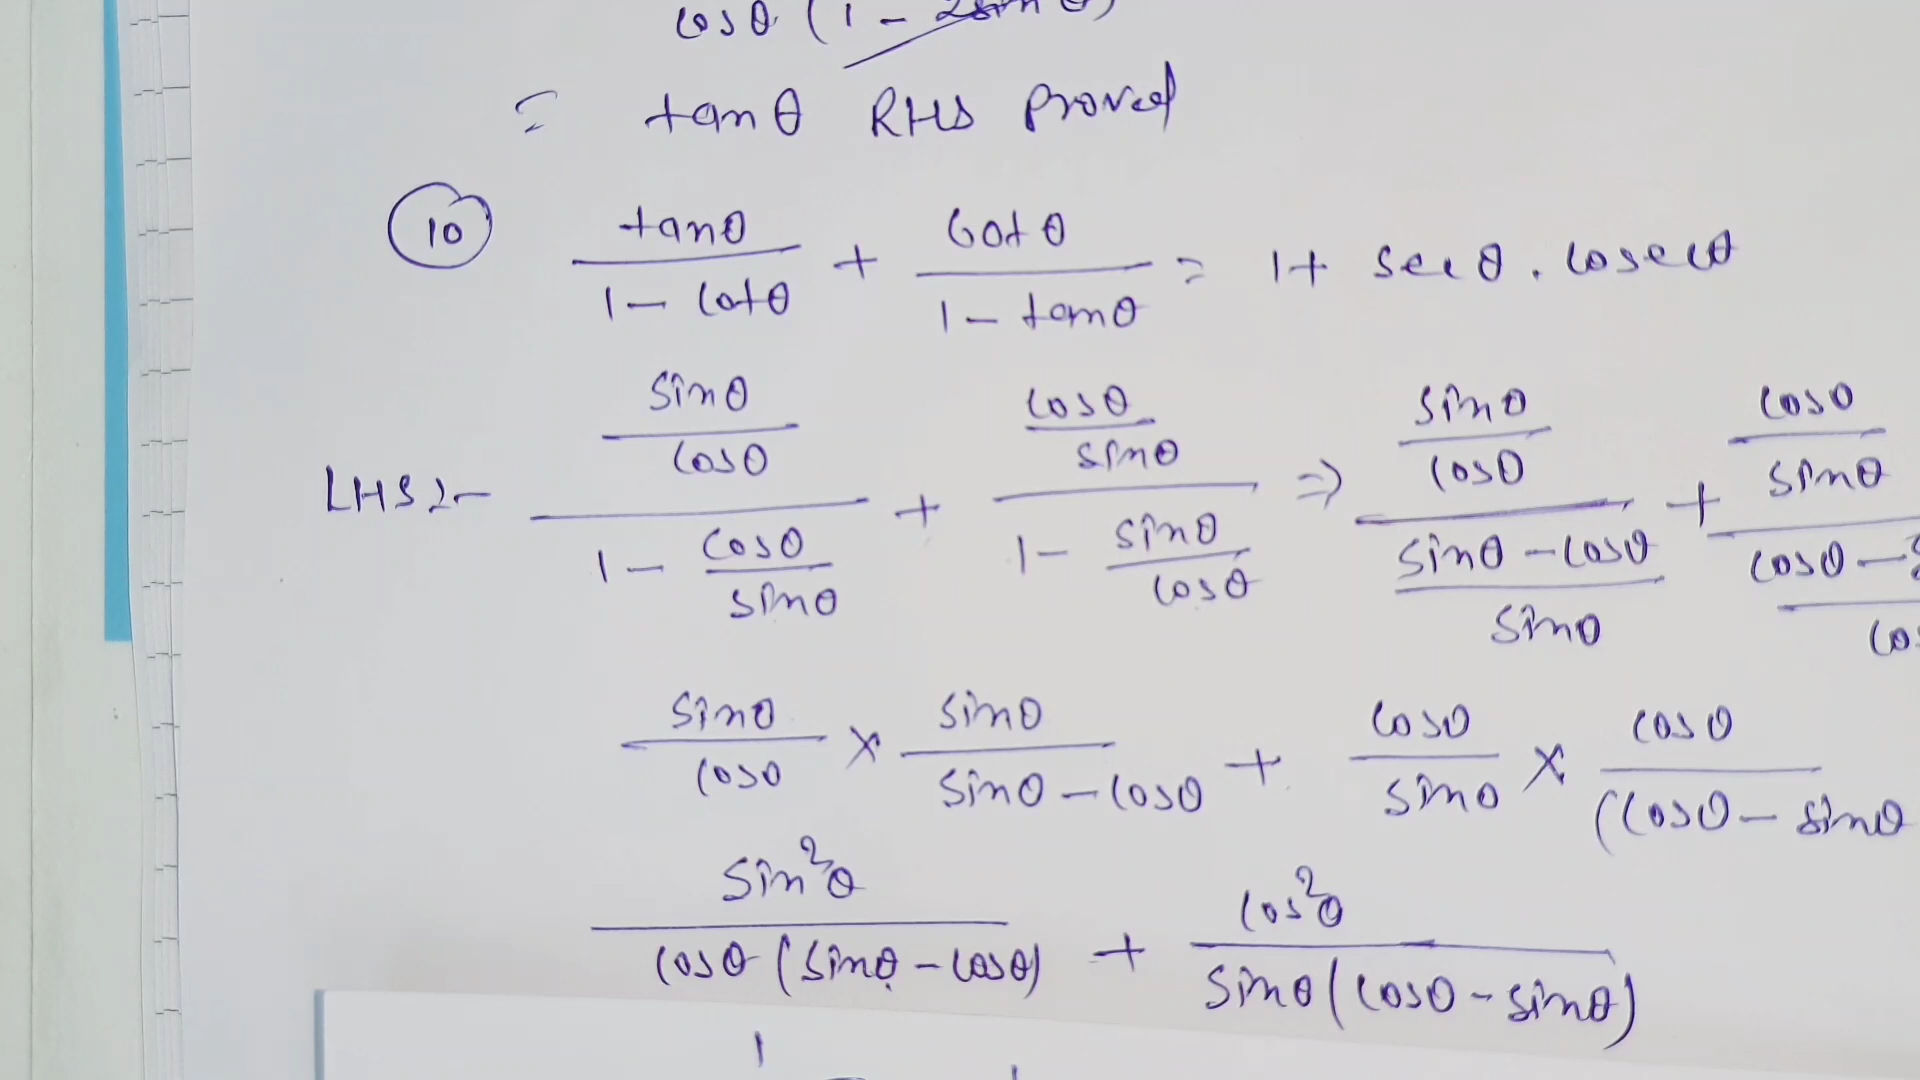 cosθ (1 - 2sin²θ)
= tanθ RHS Proved
10 tanθ/(1 - cotθ) + cotθ/(1 - tanθ) = 1 + secθ . cosecθ
LHS :- (sinθ/cosθ)/(1 - cosθ/sinθ) + (cosθ/sinθ)/(1 - sinθ/cosθ) ⇒ (sinθ/cosθ)/((sinθ - cosθ)/sinθ) + (cosθ/sinθ)/((cosθ -
sinθ/cosθ × sinθ/(sinθ - cosθ) + cosθ/sinθ × cosθ/(cosθ - sinθ
sin²θ/(cosθ (sinθ - cosθ)) + cos²θ/(sinθ (cosθ - sinθ))